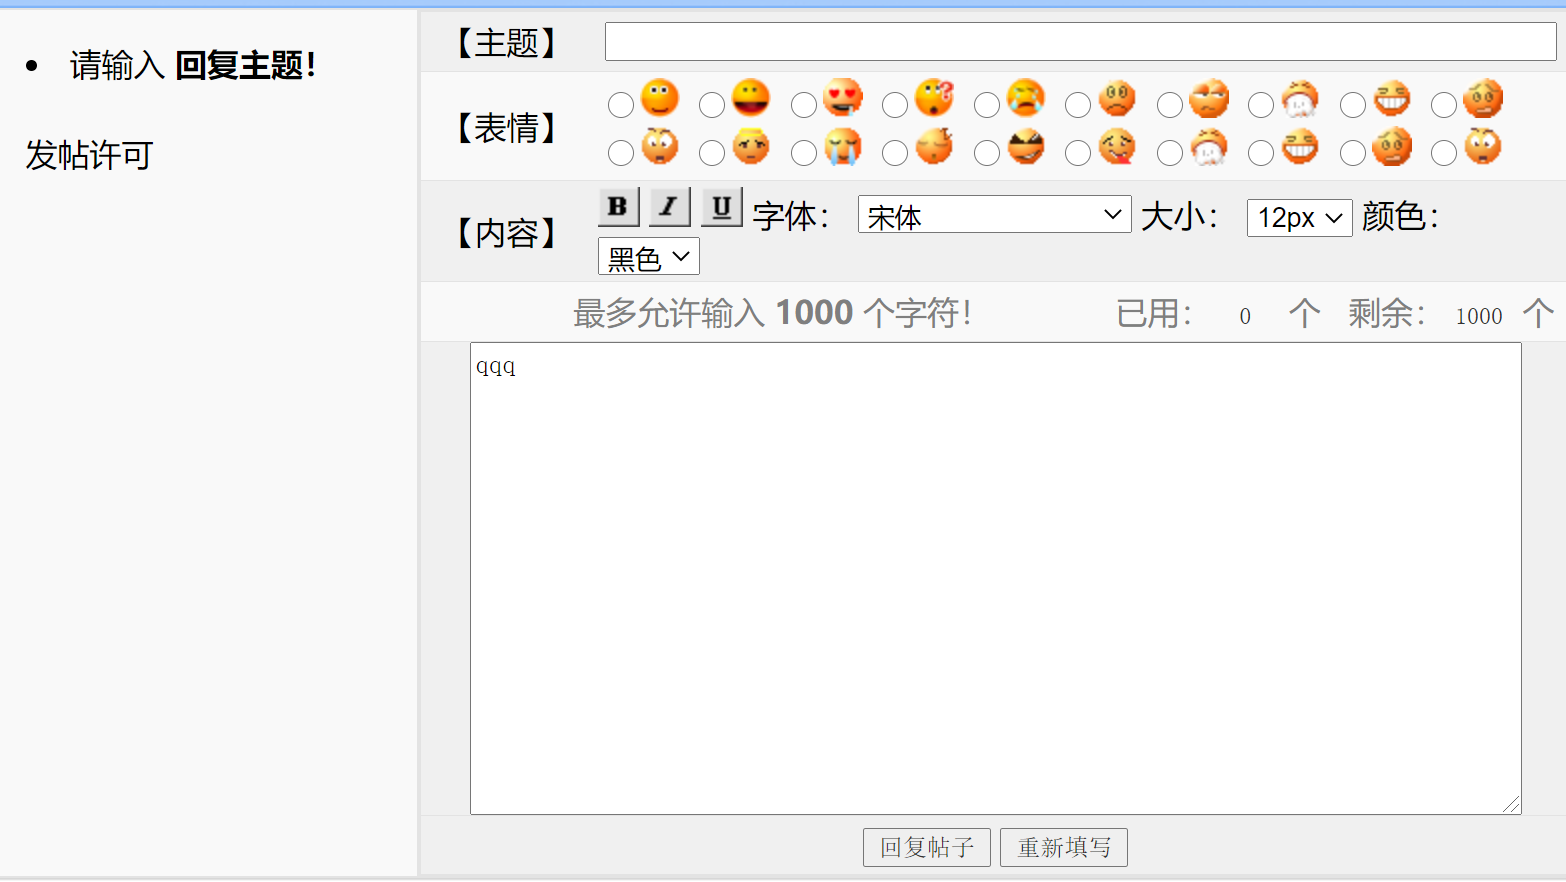 请输入 回复主题！
发帖许可
【主题】
【表情】
【内容】 B I U 字体： 宋体 大小： 12px 颜色：
黑色
最多允许输入 1000 个字符！ 已用： 0 个 剩余： 1000 个
qqq
回复帖子 重新填写